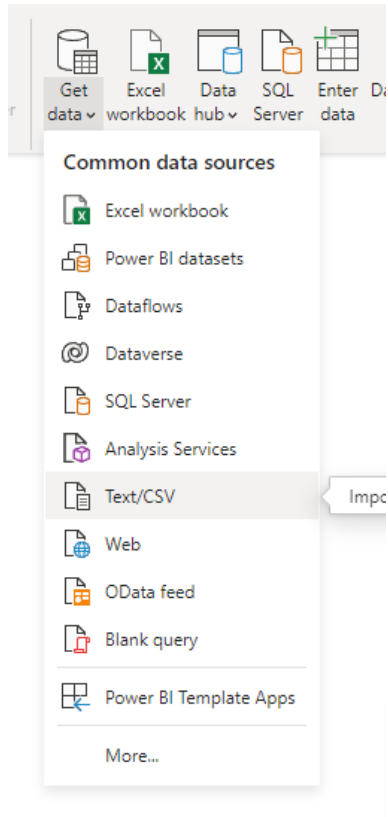 Get Excel Data SQL Enter
data workbook hub Server data
Common data sources
Excel workbook
Power BI datasets
Dataflows
Dataverse
SQL Server
Analysis Services
Text/CSV
Web
OData feed
Blank query
Power BI Template Apps
More...